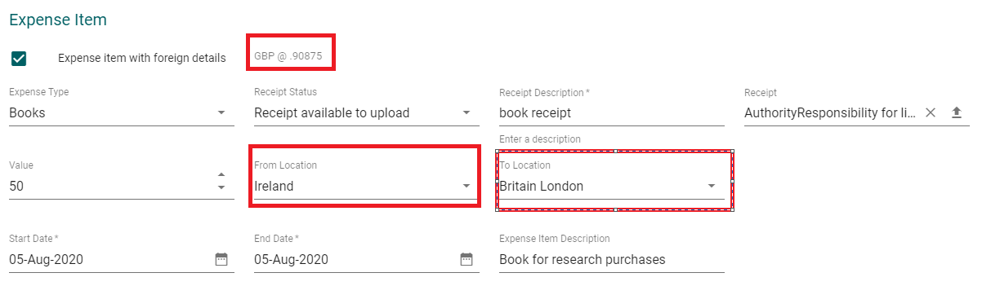 Expense Item
Expense item with foreign details GBP @ .90875
Expense Type Receipt Status Receipt Description* Receipt
Books Receipt available to upload book receipt AuthorityResponsibility for li...
Enter a description
Value From Location To Location
50 Ireland Britain London
Start Date* End Date* Expense Item Description
05-Aug-2020 05-Aug-2020 Book for research purchases